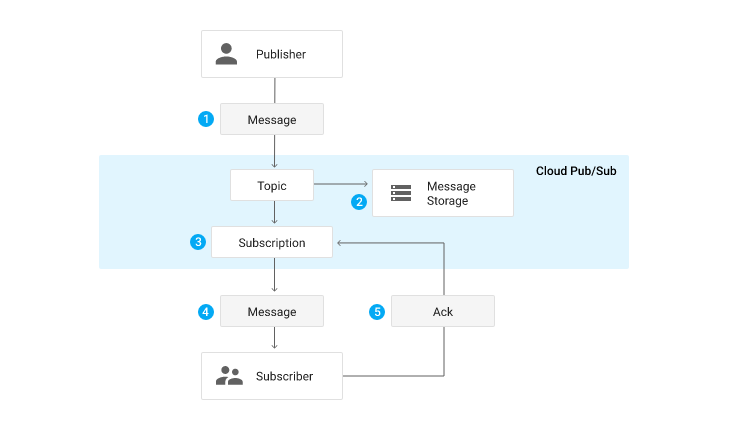 Publisher
1
Message
Cloud Pub/Sub
Topic
Message
Storage
2
3
Subscription
4
Message
5
Ack
Subscriber